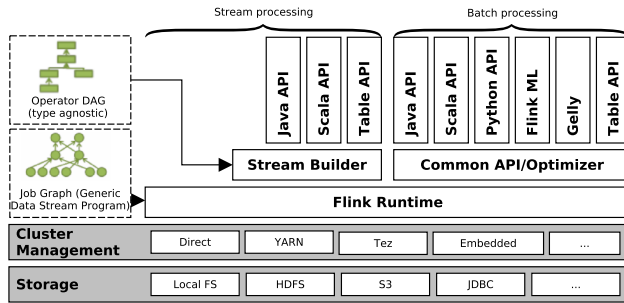 Stream processing
Batch processing
Java API
Scala API
Table API
Java API
Scala API
Python API
Flink ML
Gelly
Table API
Operator DAG
(type agnostic)
Stream Builder
Common API/Optimizer
Job Graph (Generic
Data Stream Program)
Flink Runtime
Cluster
Management
Direct
YARN
Tez
Embedded
...
Storage
Local FS
HDFS
S3
JDBC
...